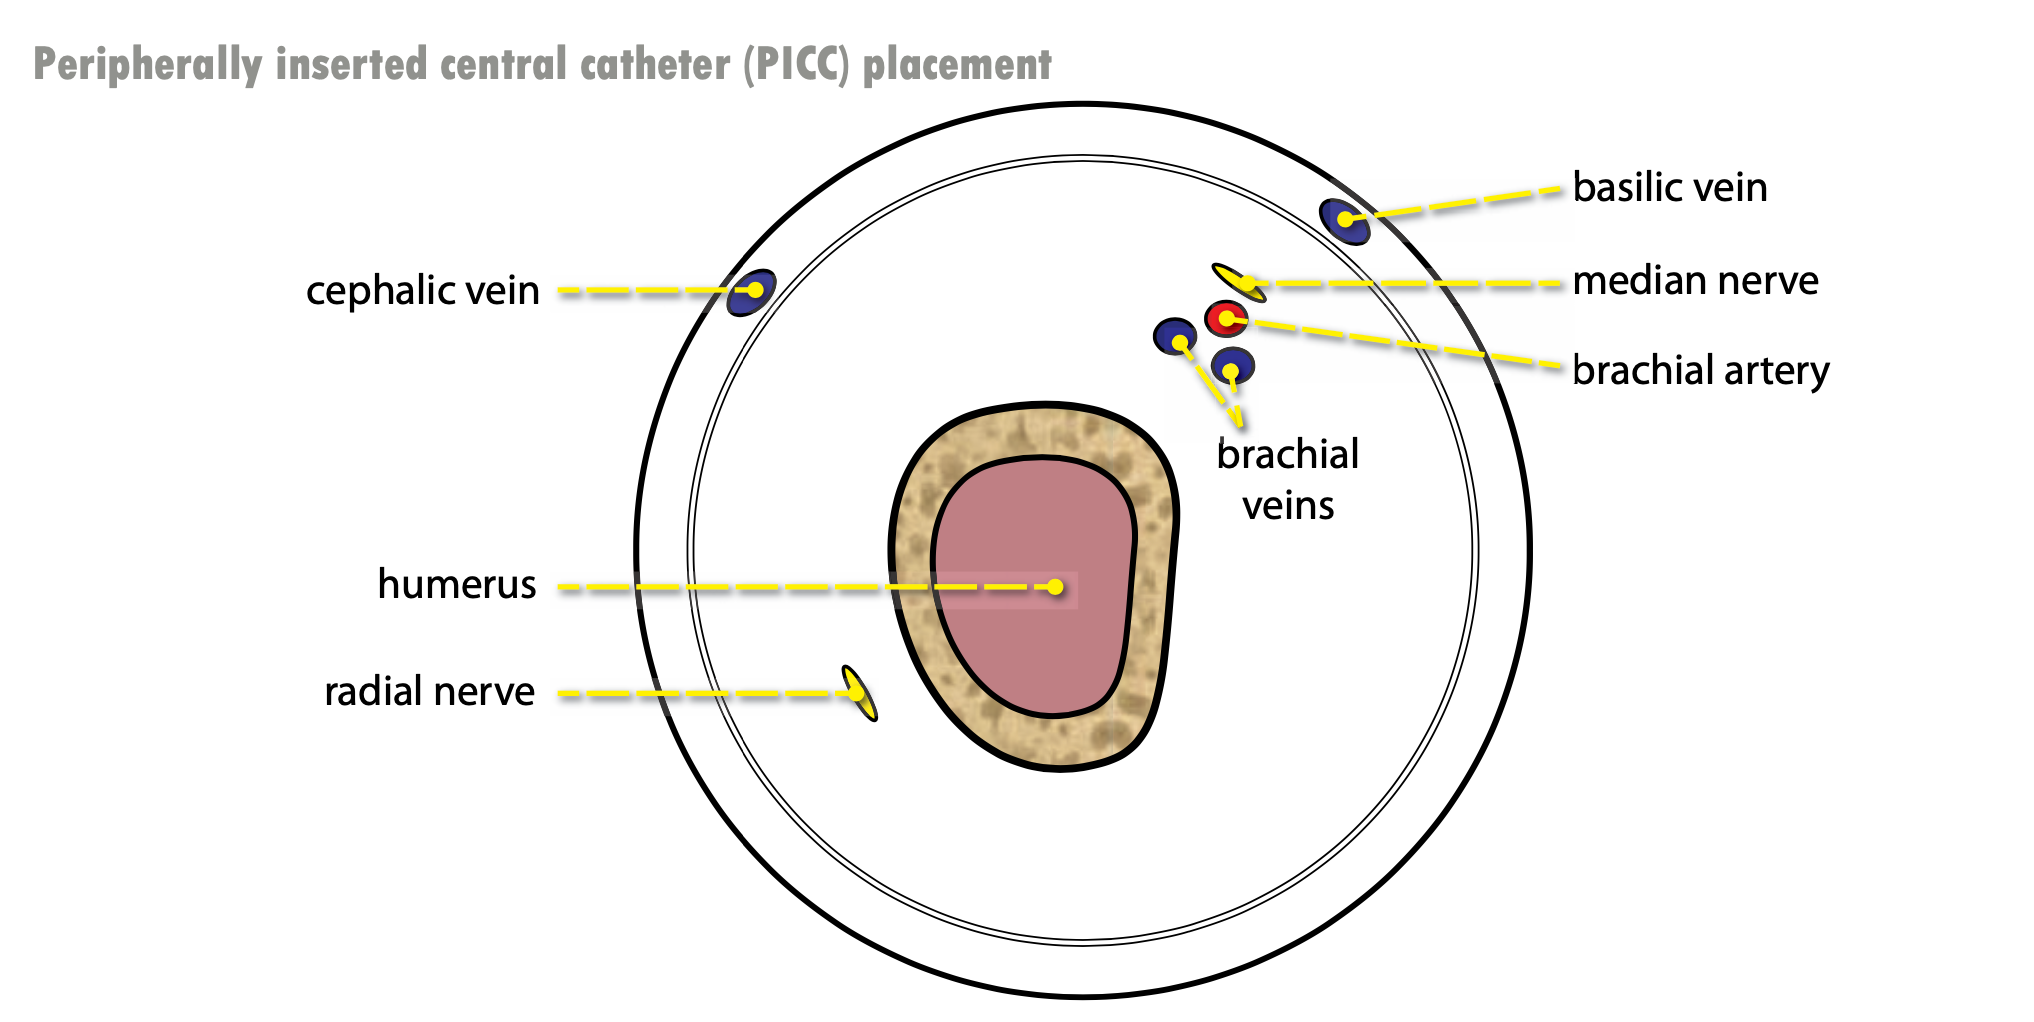 Peripherally inserted central catheter (PICC) placement
basilic vein
cephalic vein
median nerve
brachial artery
brachial
veins
humerus
radial nerve